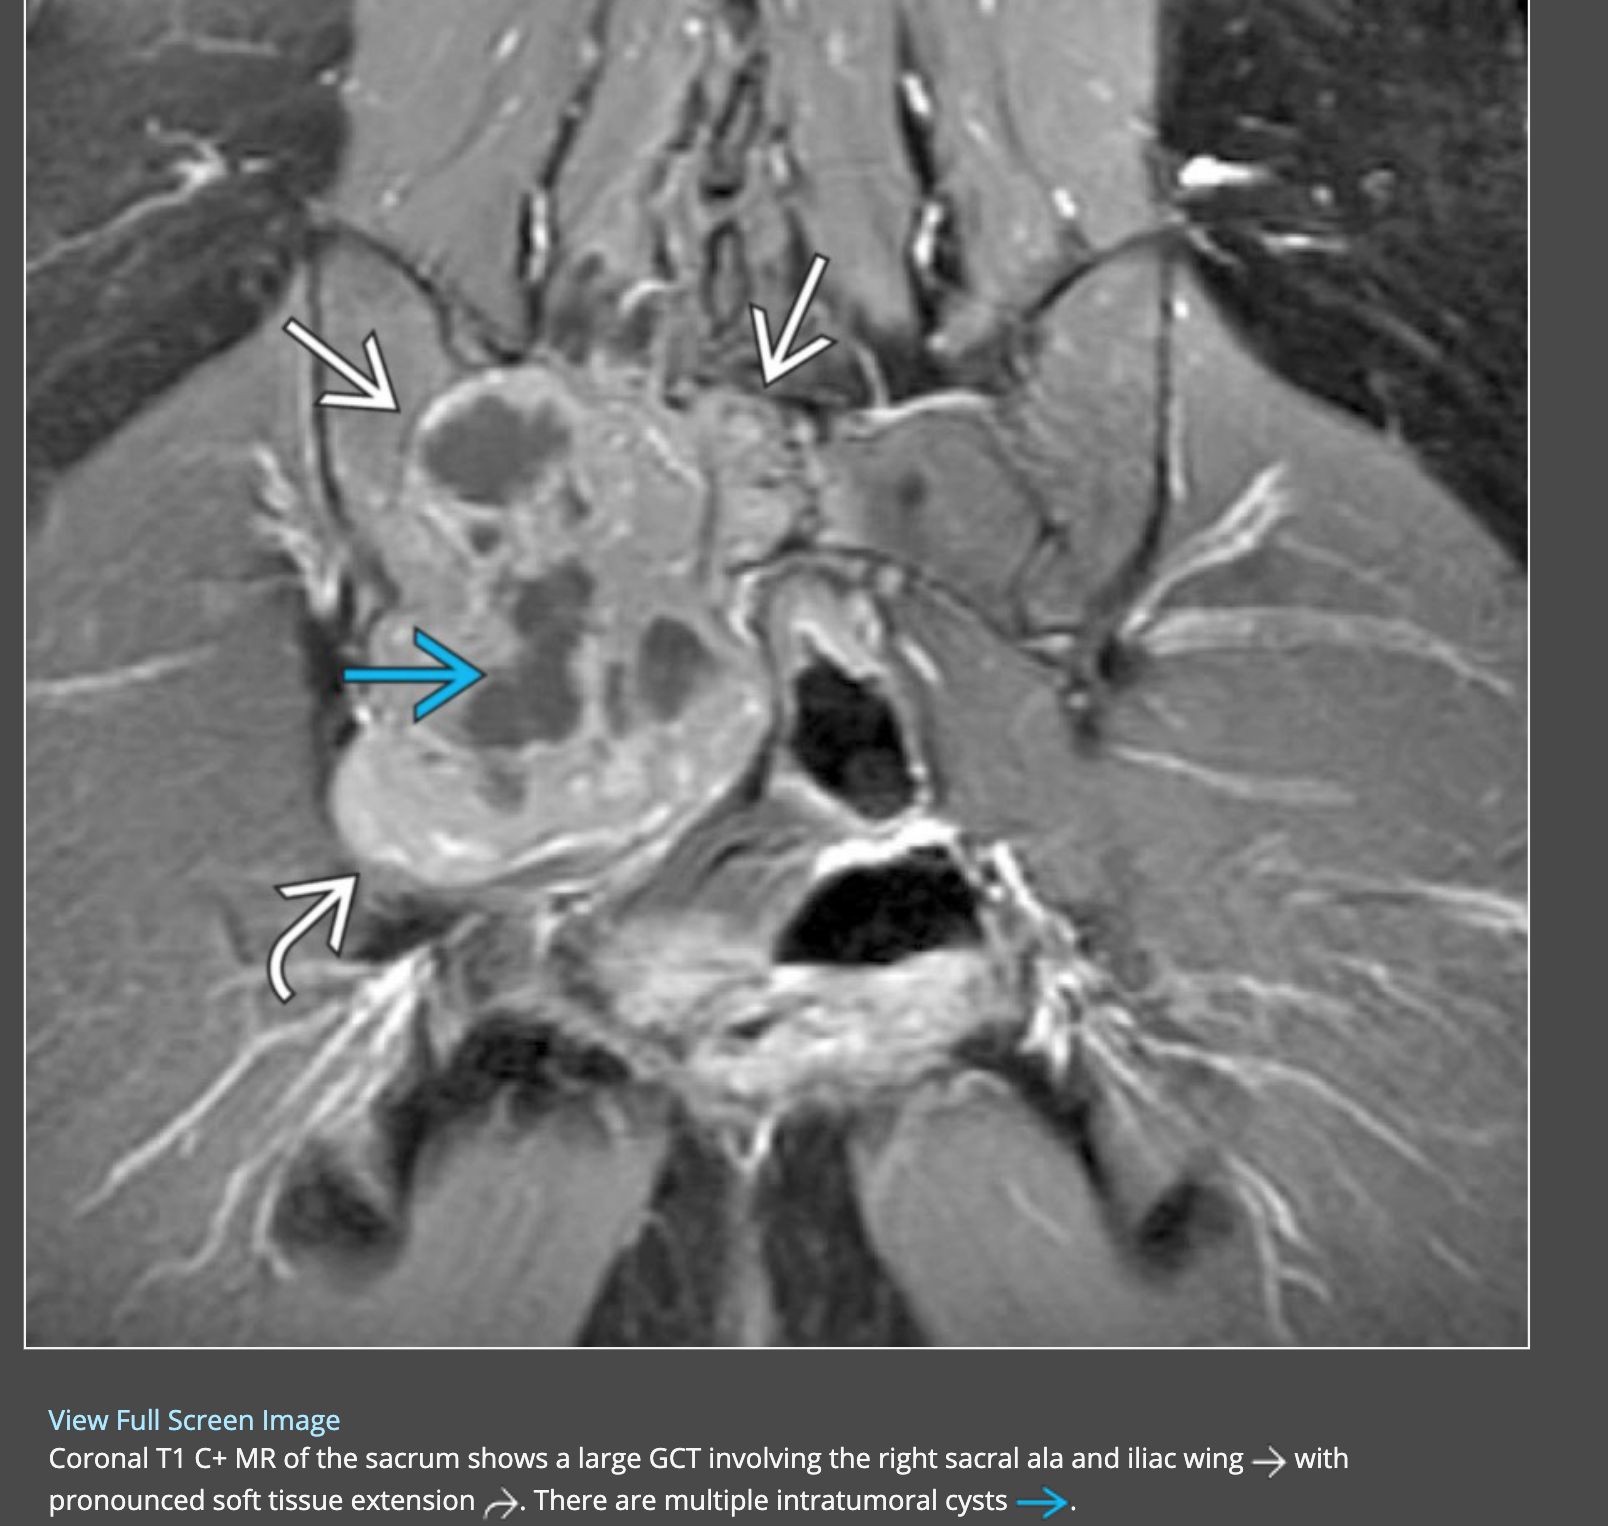 View Full Screen Image
Coronal T1 C+ MR of the sacrum shows a large GCT involving the right sacral ala and iliac wing → with
pronounced soft tissue extension ⤴. There are multiple intratumoral cysts →.